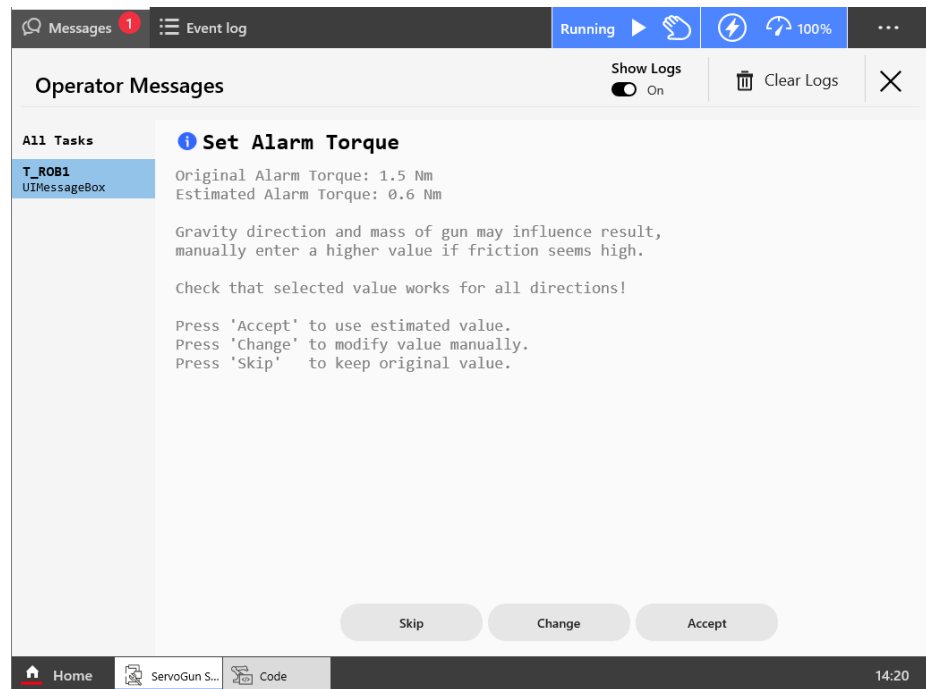 Messages 1 Event log Running 100% ...
Operator Messages
Show Logs
On
Clear Logs
All Tasks
T_ROB1
UIMessageBox
Set Alarm Torque
Original Alarm Torque: 1.5 Nm
Estimated Alarm Torque: 0.6 Nm
Gravity direction and mass of gun may influence result,
manually enter a higher value if friction seems high.
Check that selected value works for all directions!
Press 'Accept' to use estimated value.
Press 'Change' to modify value manually.
Press 'Skip'   to keep original value.
Skip Change Accept
Home ServoGun S... Code 14:20